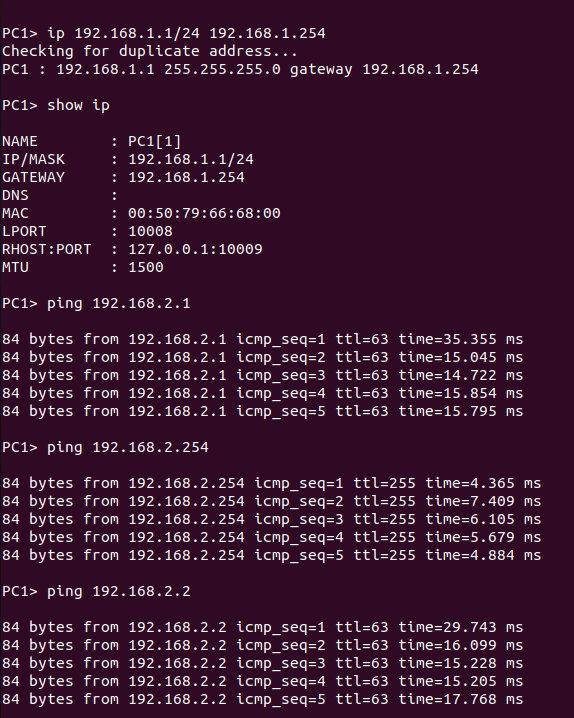 PC1> ip 192.168.1.1/24 192.168.1.254
Checking for duplicate address...
PC1 : 192.168.1.1 255.255.255.0 gateway 192.168.1.254
PC1> show ip
NAME        : PC1[1]
IP/MASK     : 192.168.1.1/24
GATEWAY     : 192.168.1.254
DNS         :
MAC         : 00:50:79:66:68:00
LPORT       : 10008
RHOST:PORT  : 127.0.0.1:10009
MTU         : 1500
PC1> ping 192.168.2.1
84 bytes from 192.168.2.1 icmp_seq=1 ttl=63 time=35.355 ms
84 bytes from 192.168.2.1 icmp_seq=2 ttl=63 time=15.045 ms
84 bytes from 192.168.2.1 icmp_seq=3 ttl=63 time=14.722 ms
84 bytes from 192.168.2.1 icmp_seq=4 ttl=63 time=15.854 ms
84 bytes from 192.168.2.1 icmp_seq=5 ttl=63 time=15.795 ms
PC1> ping 192.168.2.254
84 bytes from 192.168.2.254 icmp_seq=1 ttl=255 time=4.365 ms
84 bytes from 192.168.2.254 icmp_seq=2 ttl=255 time=7.409 ms
84 bytes from 192.168.2.254 icmp_seq=3 ttl=255 time=6.105 ms
84 bytes from 192.168.2.254 icmp_seq=4 ttl=255 time=5.679 ms
84 bytes from 192.168.2.254 icmp_seq=5 ttl=255 time=4.884 ms
PC1> ping 192.168.2.2
84 bytes from 192.168.2.2 icmp_seq=1 ttl=63 time=29.743 ms
84 bytes from 192.168.2.2 icmp_seq=2 ttl=63 time=16.099 ms
84 bytes from 192.168.2.2 icmp_seq=3 ttl=63 time=15.228 ms
84 bytes from 192.168.2.2 icmp_seq=4 ttl=63 time=15.205 ms
84 bytes from 192.168.2.2 icmp_seq=5 ttl=63 time=17.768 ms